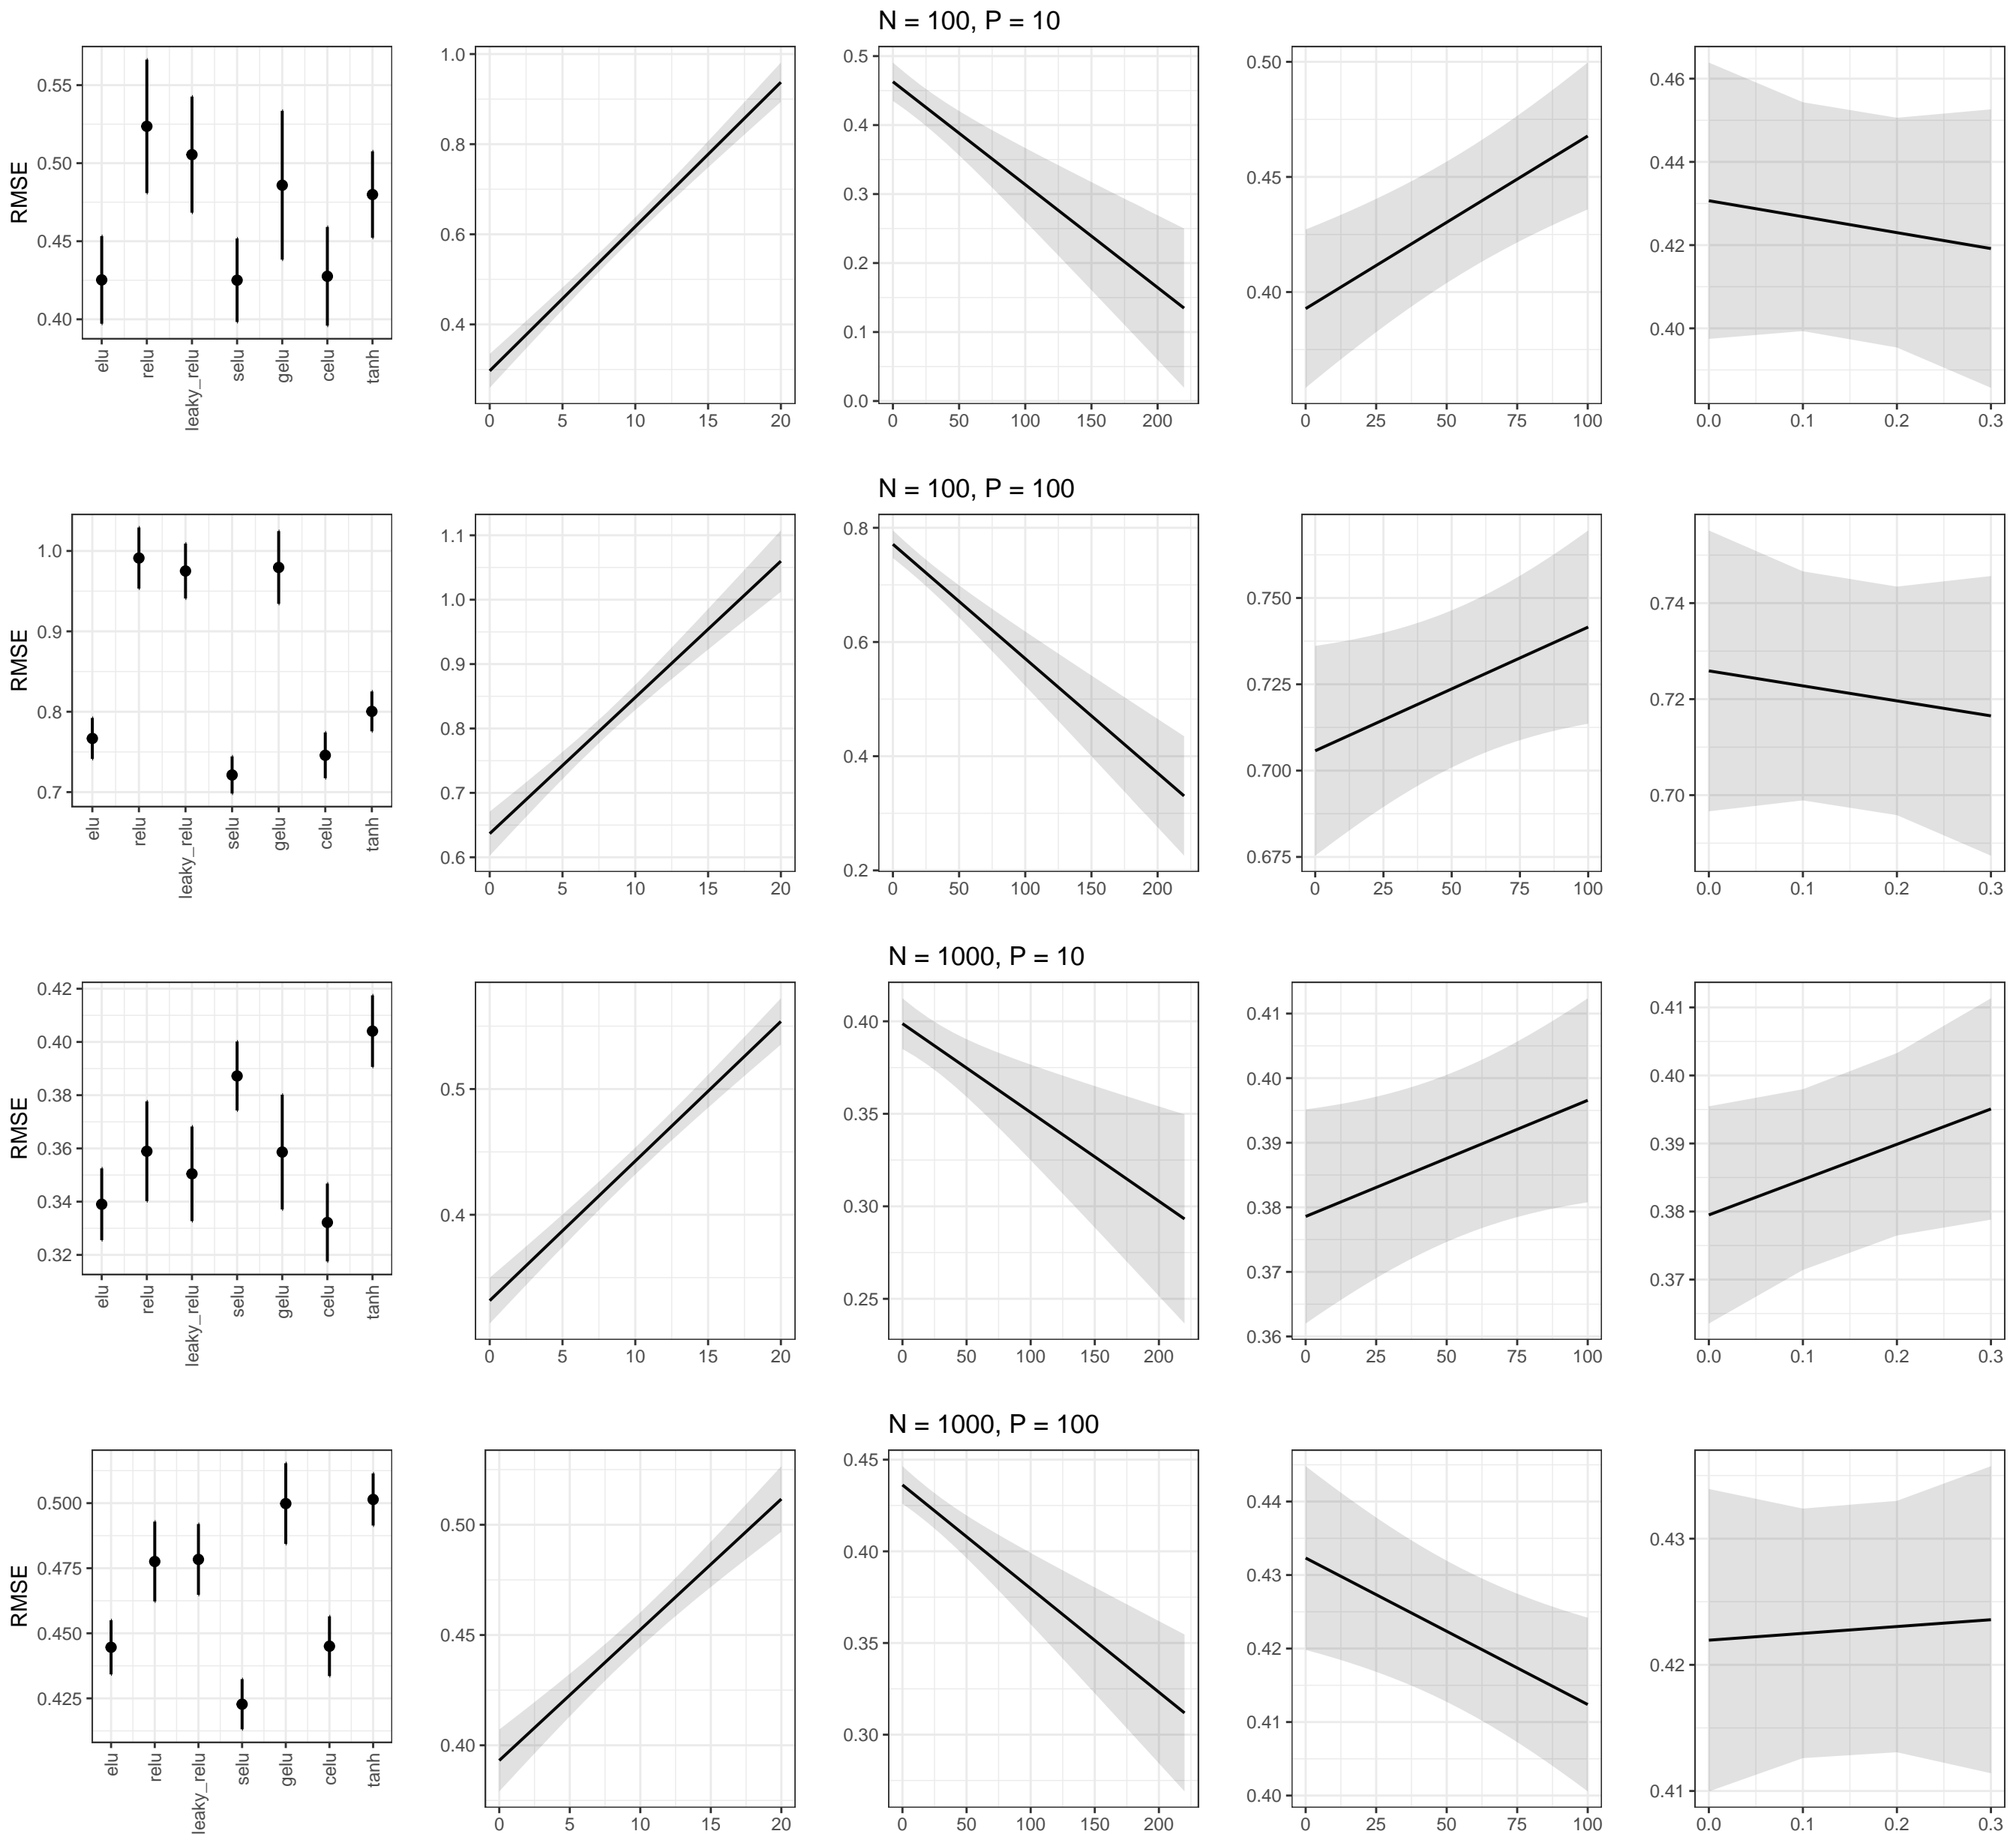 N = 100, P = 10
RMSE
0.55
0.50
0.45
0.40
elu
relu
leaky_relu
selu
gelu
celu
tanh
1.0
0.8
0.6
0.4
0 5 10 15 20
0.5
0.4
0.3
0.2
0.1
0.0
0 50 100 150 200
0.50
0.45
0.40
0 25 50 75 100
0.46
0.44
0.42
0.40
0.0 0.1 0.2 0.3
N = 100, P = 100
RMSE
1.0
0.9
0.8
0.7
elu
relu
leaky_relu
selu
gelu
celu
tanh
1.1
1.0
0.9
0.8
0.7
0.6
0 5 10 15 20
0.8
0.6
0.4
0.2
0 50 100 150 200
0.750
0.725
0.700
0.675
0 25 50 75 100
0.74
0.72
0.70
0.0 0.1 0.2 0.3
N = 1000, P = 10
RMSE
0.42
0.40
0.38
0.36
0.34
0.32
elu
relu
leaky_relu
selu
gelu
celu
tanh
0.5
0.4
0 5 10 15 20
0.40
0.35
0.30
0.25
0 50 100 150 200
0.41
0.40
0.39
0.38
0.37
0.36
0 25 50 75 100
0.41
0.40
0.39
0.38
0.37
0.0 0.1 0.2 0.3
N = 1000, P = 100
RMSE
0.500
0.475
0.450
0.425
elu
relu
leaky_relu
selu
gelu
celu
tanh
0.50
0.45
0.40
0 5 10 15 20
0.45
0.40
0.35
0.30
0 50 100 150 200
0.44
0.43
0.42
0.41
0.40
0 25 50 75 100
0.43
0.42
0.41
0.0 0.1 0.2 0.3